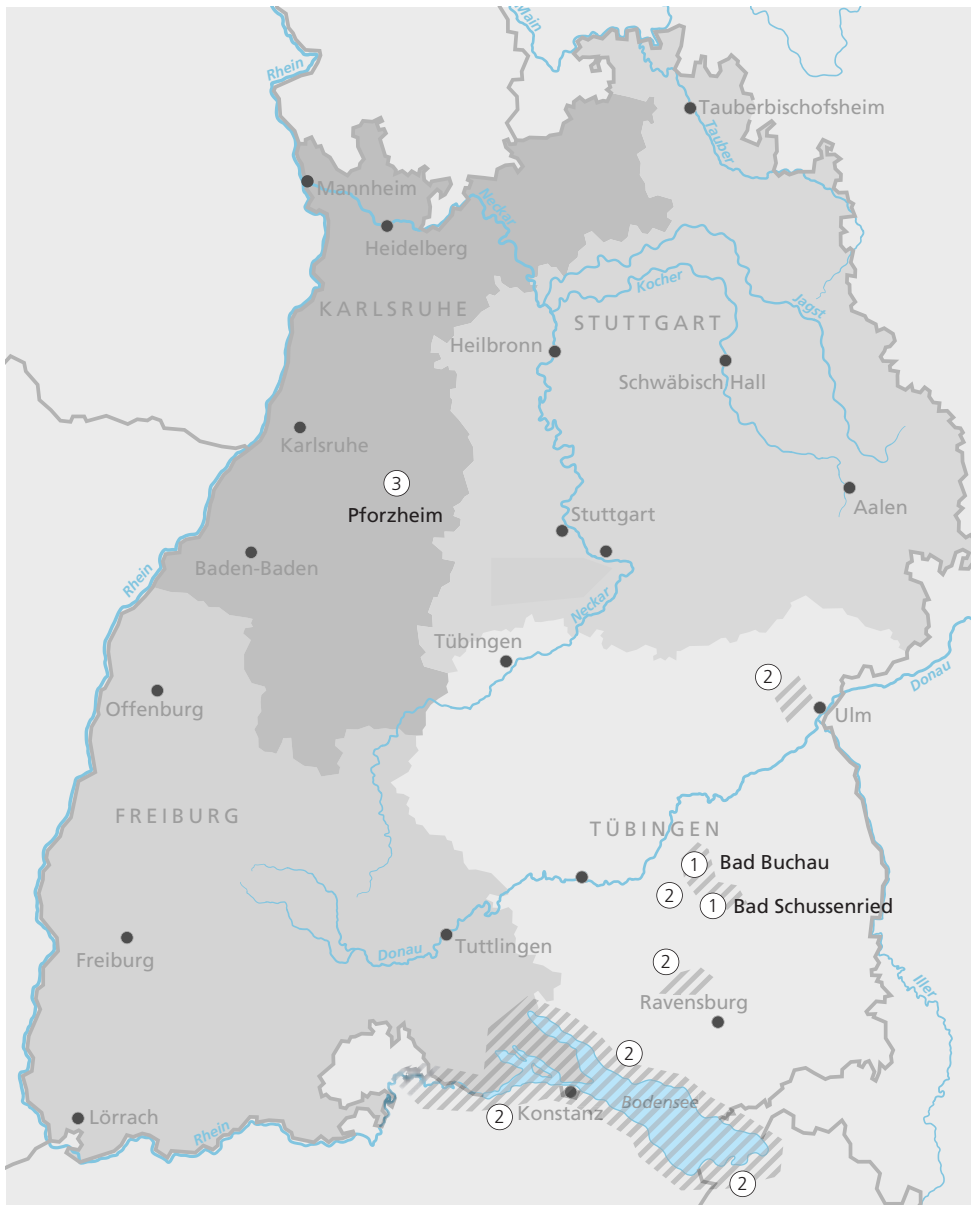 Main
Rhein
Tauberbischofsheim
Tauber
Mannheim
Neckar
Heidelberg
KARLSRUHE
Kocher
Jagst
STUTTGART
Heilbronn
Schwäbisch Hall
Karlsruhe
3
Pforzheim
Aalen
Stuttgart
Baden-Baden
Rhein
Neckar
Tübingen
2
Donau
Offenburg
Ulm
FREIBURG
TÜBINGEN
1 Bad Buchau
2
1 Bad Schussenried
Freiburg
Donau
Tuttlingen
2
Iller
Ravensburg
2
Bodensee
2
Konstanz
Lörrach
Rhein
2